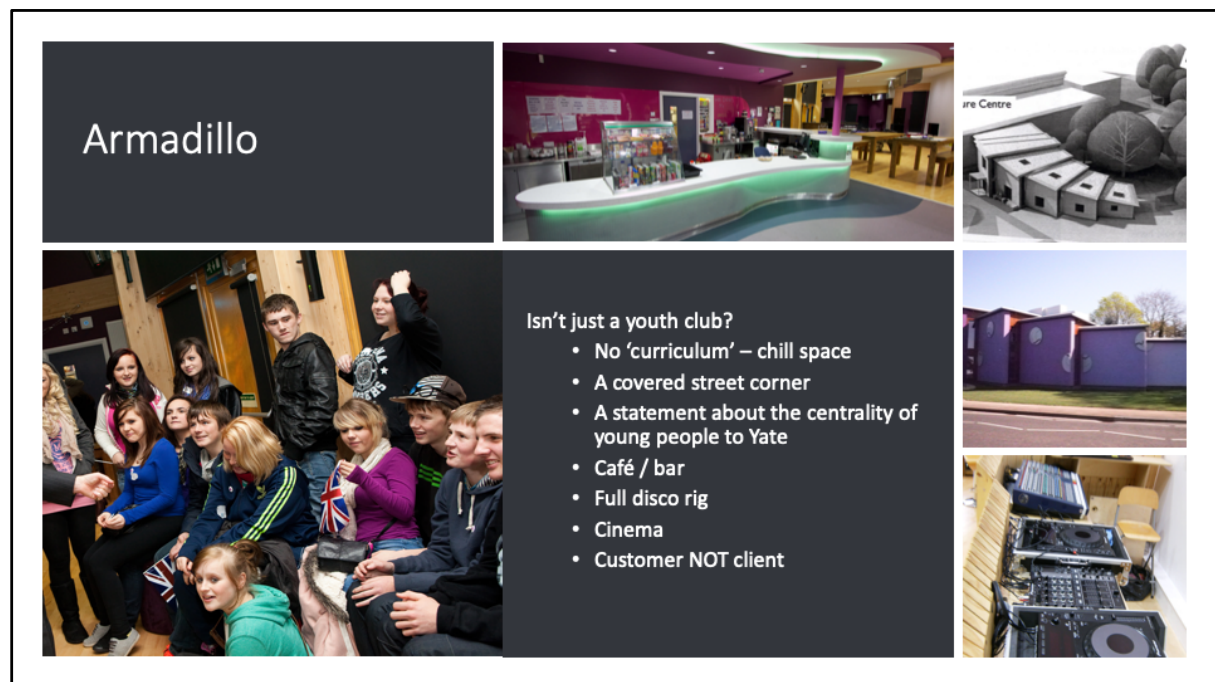 Armadillo
ure Centre
Isn’t just a youth club?
• No ‘curriculum’ – chill space
• A covered street corner
• A statement about the centrality of
young people to Yate
• Café / bar
• Full disco rig
• Cinema
• Customer NOT client